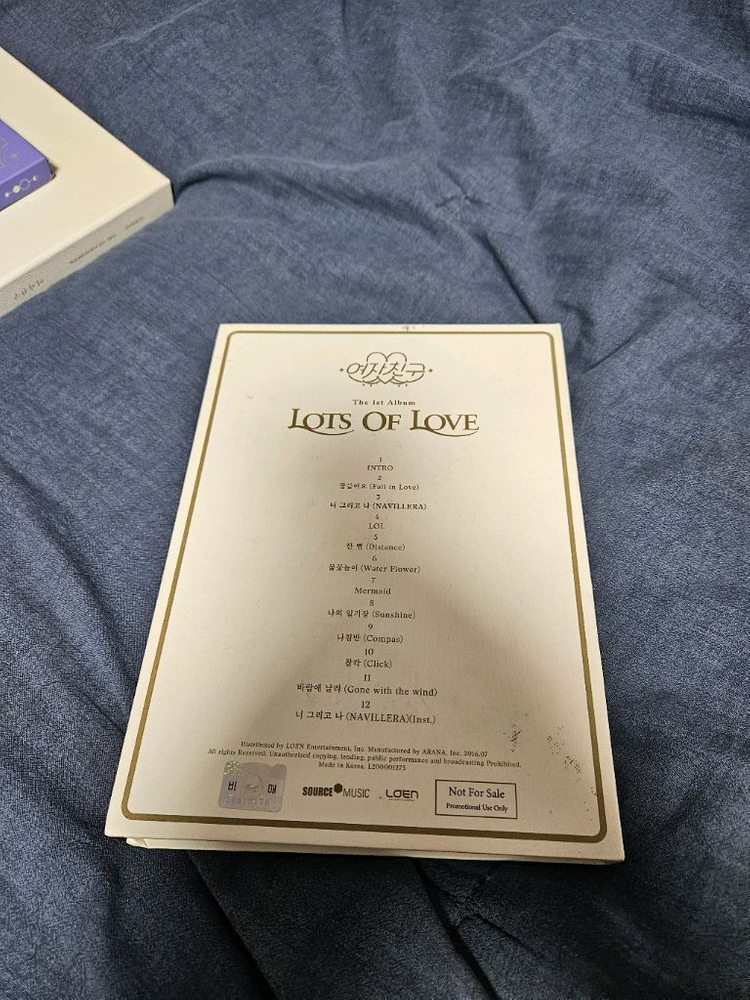 여자친구
The 1st Album
LOTS OF LOVE
1
INTRO
2
물들어요 (Fall in Love)
3
너 그리고 나 (NAVILLERA)
4
LOL
5
한 뼘 (Distance)
6
물꽃놀이 (Water Flower)
7
Mermaid
8
나의 일기장 (Sunshine)
9
나침반 (Compas)
10
찰칵 (Click)
11
바람에 날려 (Gone with the wind)
12
너 그리고 나 (NAVILLERA)(Inst.)
Distributed by LOEN Entertainment, Inc. Manufactured by ARANA, Inc. 2016.07
All rights Reserved. Unauthorized copying, lending, public performance and broadcasting Prohibited.
Made in Korea. L200001275
비 매
SOURCE MUSIC
LOEN
Not For Sale
Promotional Use Only